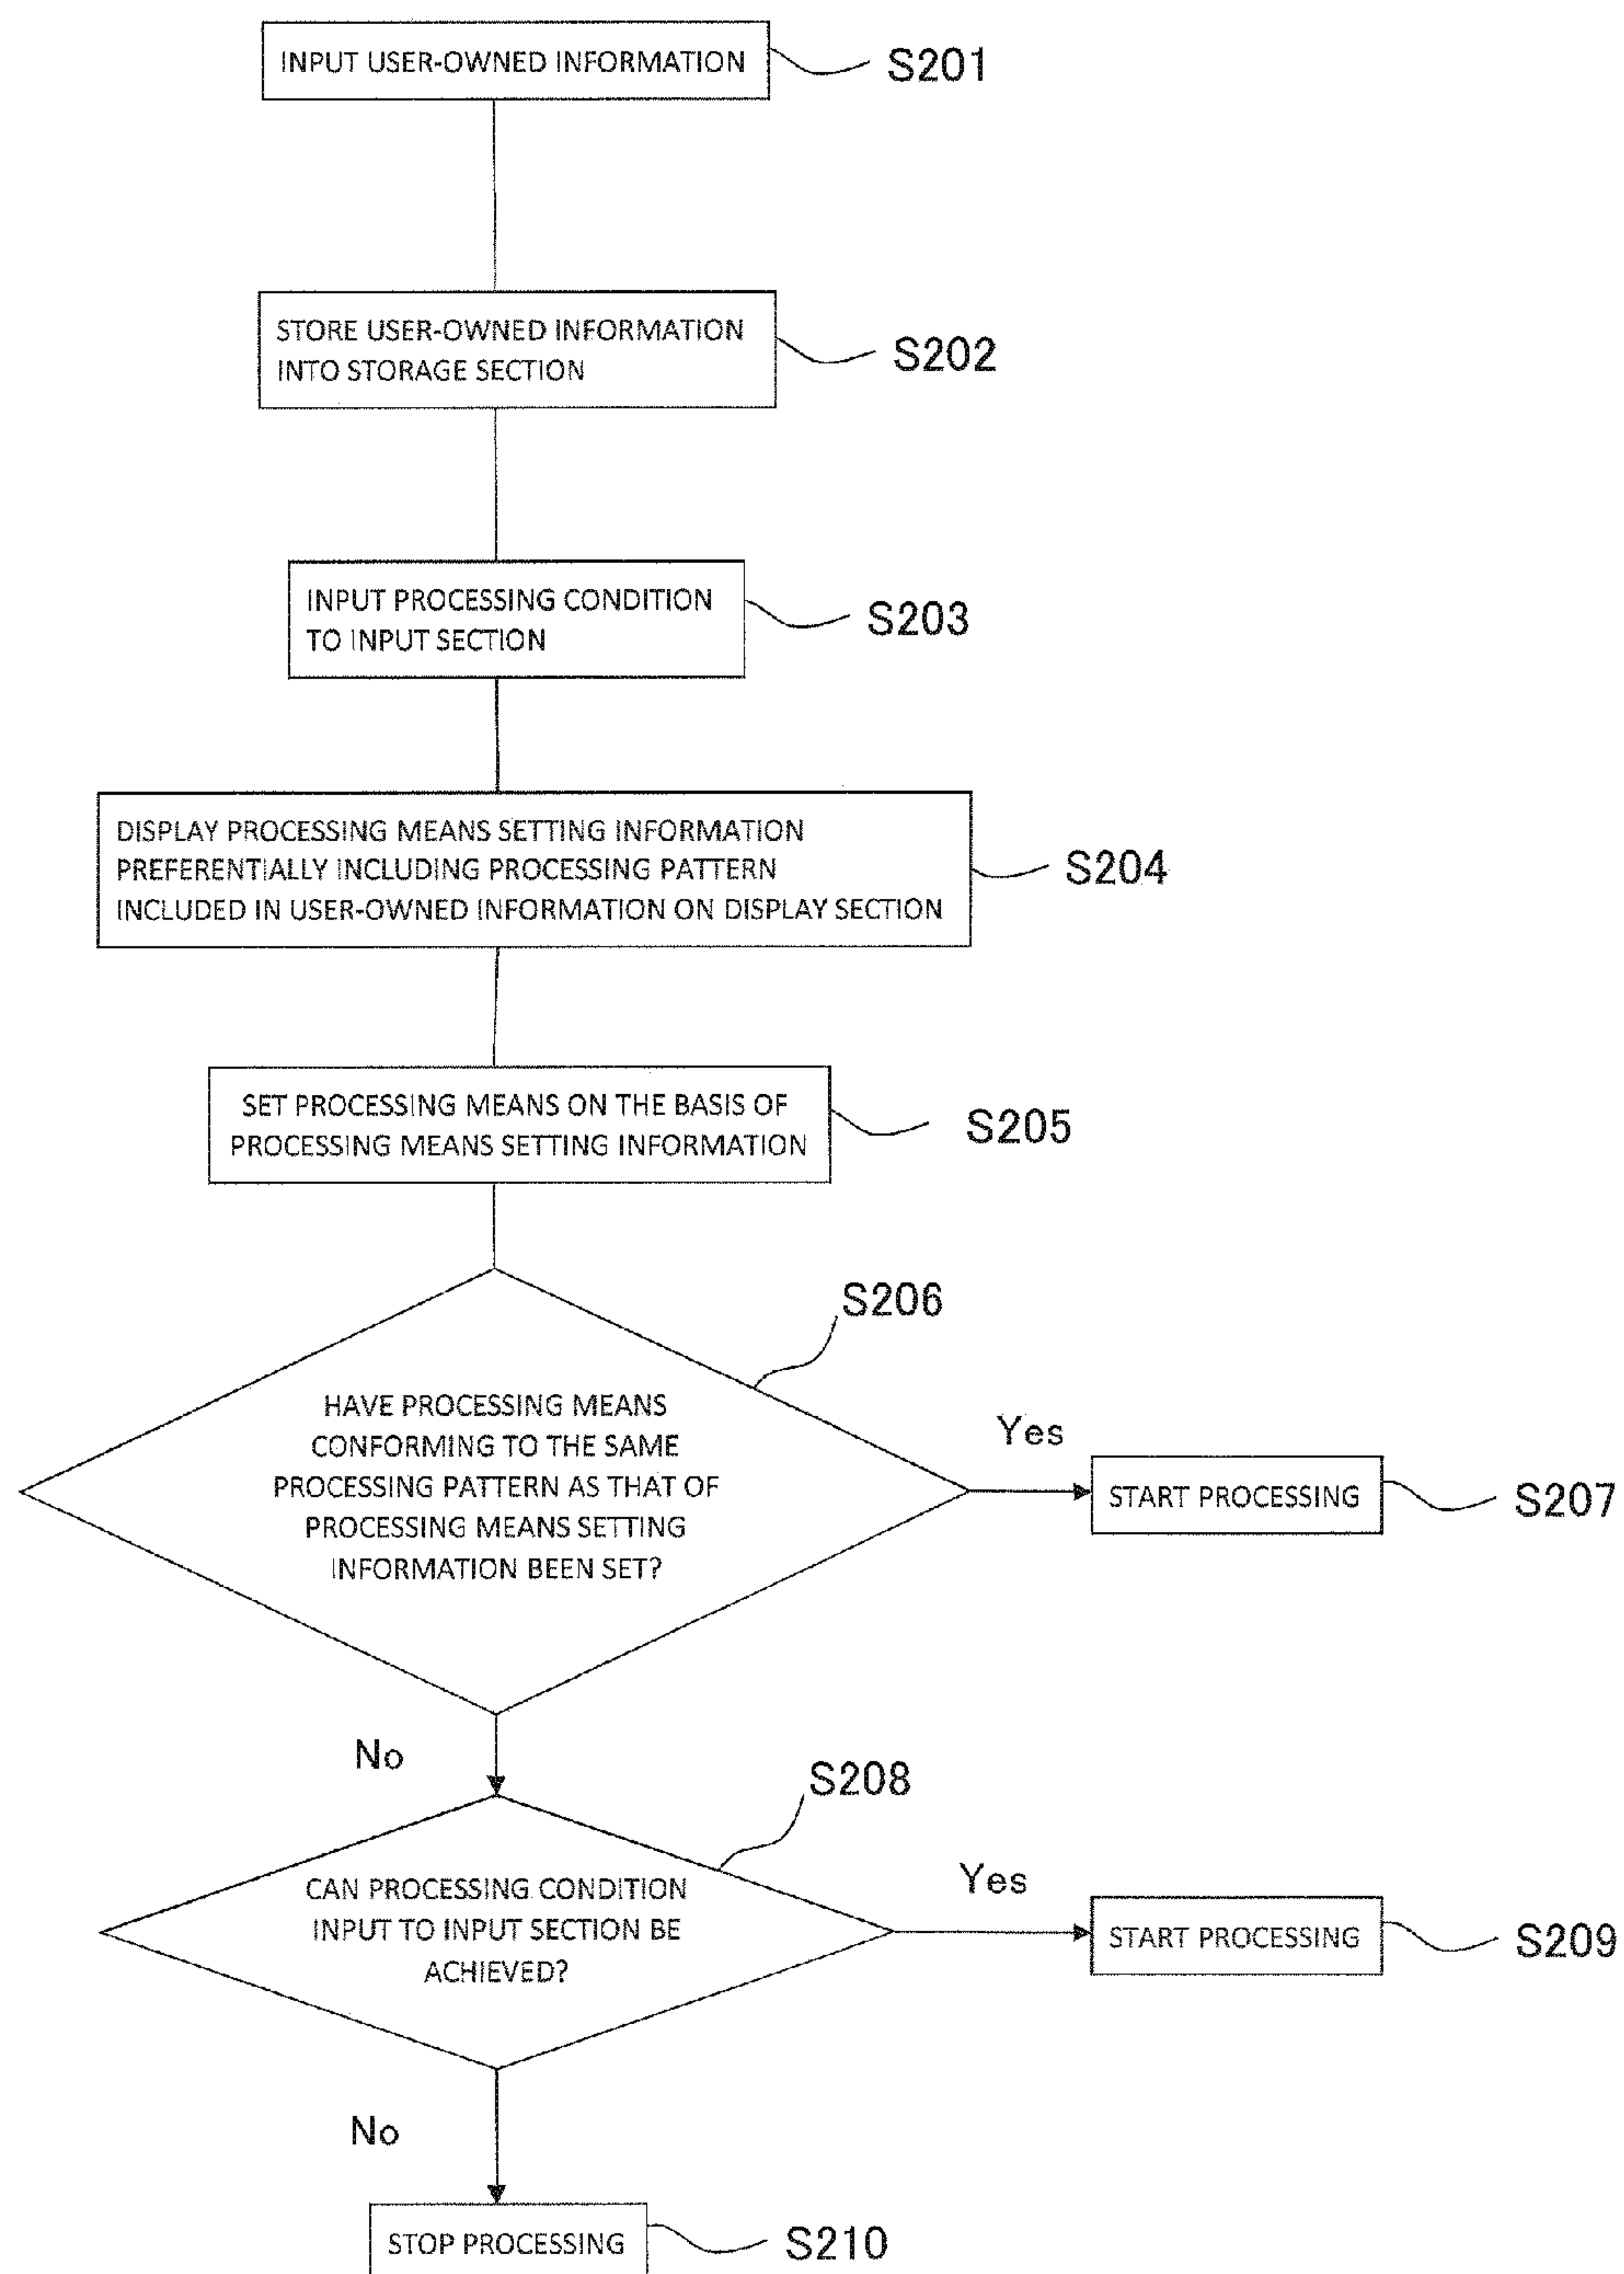 INPUT USER-OWNED INFORMATION
S201
STORE USER-OWNED INFORMATION
INTO STORAGE SECTION
S202
INPUT PROCESSING CONDITION
TO INPUT SECTION
S203
DISPLAY PROCESSING MEANS SETTING INFORMATION
PREFERENTIALLY INCLUDING PROCESSING PATTERN
INCLUDED IN USER-OWNED INFORMATION ON DISPLAY SECTION
S204
SET PROCESSING MEANS ON THE BASIS OF
PROCESSING MEANS SETTING INFORMATION
S205
S206
HAVE PROCESSING MEANS
CONFORMING TO THE SAME
PROCESSING PATTERN AS THAT OF
PROCESSING MEANS SETTING
INFORMATION BEEN SET?
Yes
START PROCESSING
S207
No
S208
CAN PROCESSING CONDITION
INPUT TO INPUT SECTION BE
ACHIEVED?
Yes
START PROCESSING
S209
No
STOP PROCESSING
S210